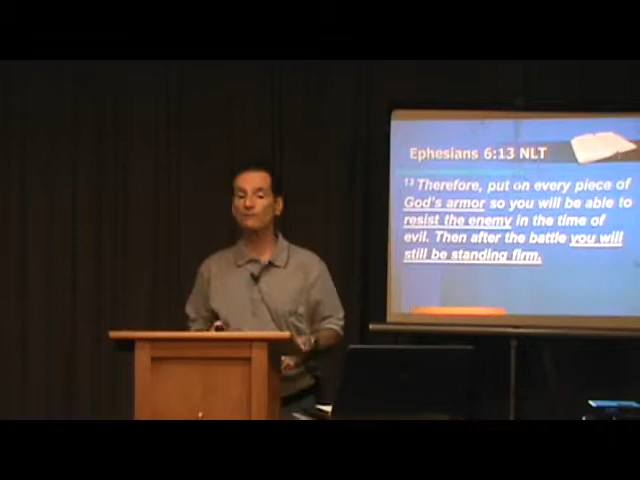 Ephesians 6:13 NLT
13 Therefore, put on every piece of
God's armor so you will be able to
resist the enemy in the time of
evil. Then after the battle you will
still be standing firm.